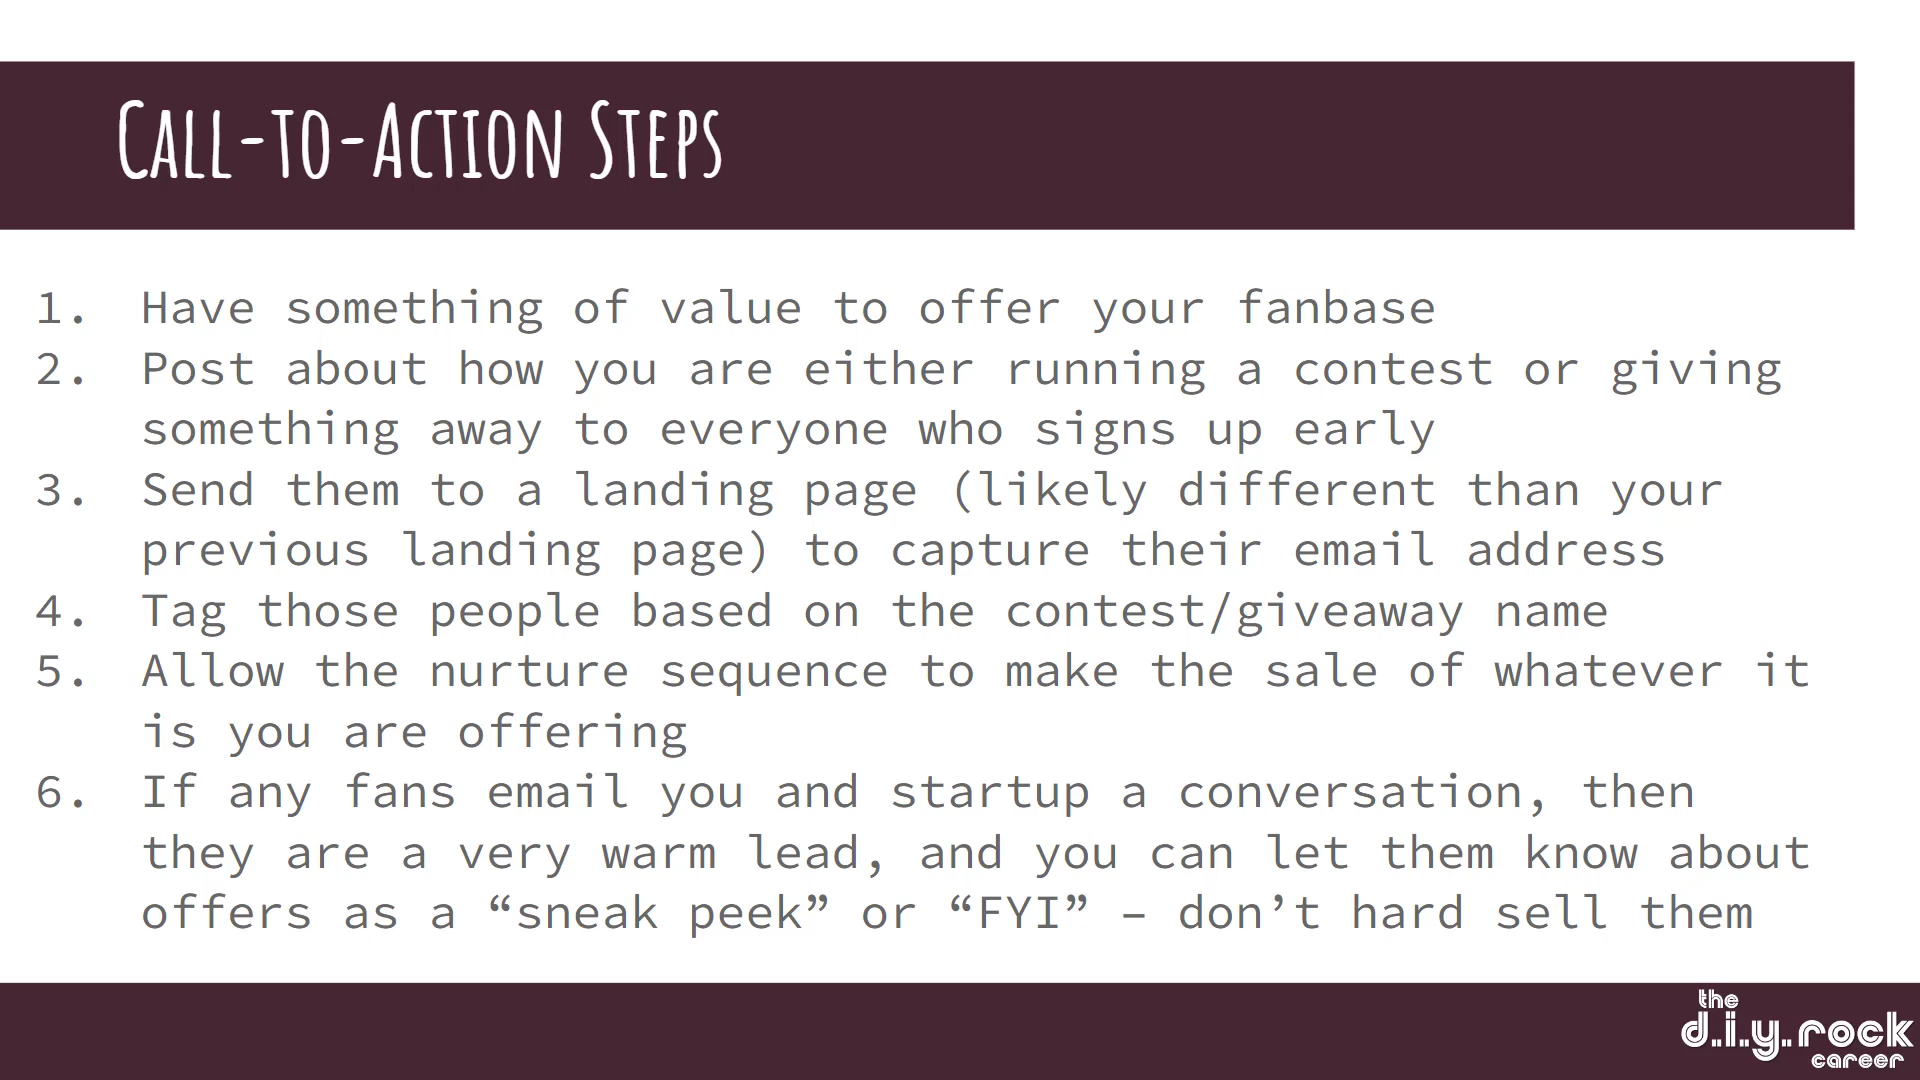 Call-to-Action Steps
1. Have something of value to offer your fanbase
2. Post about how you are either running a contest or giving
something away to everyone who signs up early
3. Send them to a landing page (likely different than your
previous landing page) to capture their email address
4. Tag those people based on the contest/giveaway name
5. Allow the nurture sequence to make the sale of whatever it
is you are offering
6. If any fans email you and startup a conversation, then
they are a very warm lead, and you can let them know about
offers as a “sneak peek” or “FYI” – don’t hard sell them
the
d.i.y. rock
career